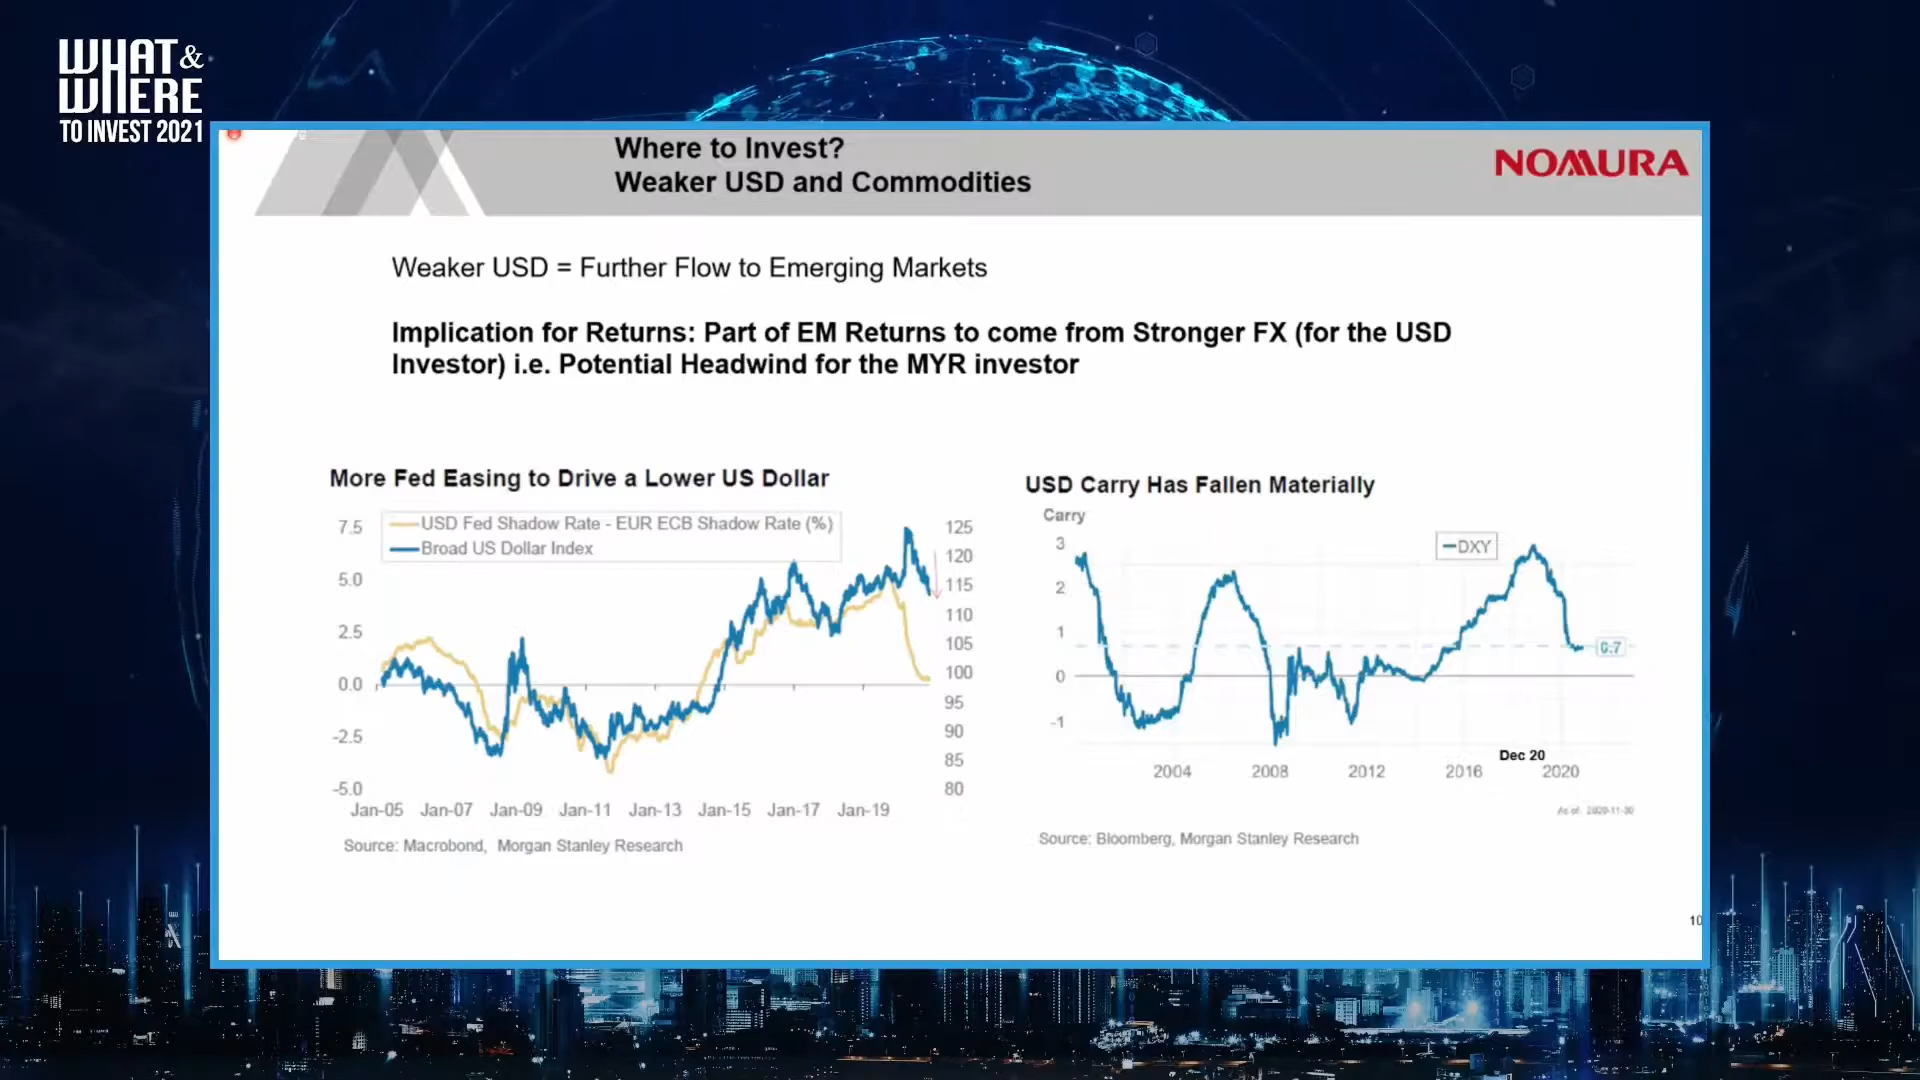 WHAT &
WHERE
TO INVEST 2021
Where to Invest?
Weaker USD and Commodities
NOMURA
Weaker USD = Further Flow to Emerging Markets
Implication for Returns: Part of EM Returns to come from Stronger FX (for the USD
Investor) i.e. Potential Headwind for the MYR investor
More Fed Easing to Drive a Lower US Dollar
USD Fed Shadow Rate - EUR ECB Shadow Rate (%)
Broad US Dollar Index
7.5
5.0
2.5
0.0
-2.5
-5.0
125
120
115
110
105
100
95
90
85
80
Jan-05 Jan-07 Jan-09 Jan-11 Jan-13 Jan-15 Jan-17 Jan-19
Source: Macrobond, Morgan Stanley Research
USD Carry Has Fallen Materially
Carry
DXY
3
2
1
0
-1
0.7
Dec 20
2004 2008 2012 2016 2020
As of: 2020-11-30
Source: Bloomberg, Morgan Stanley Research
10